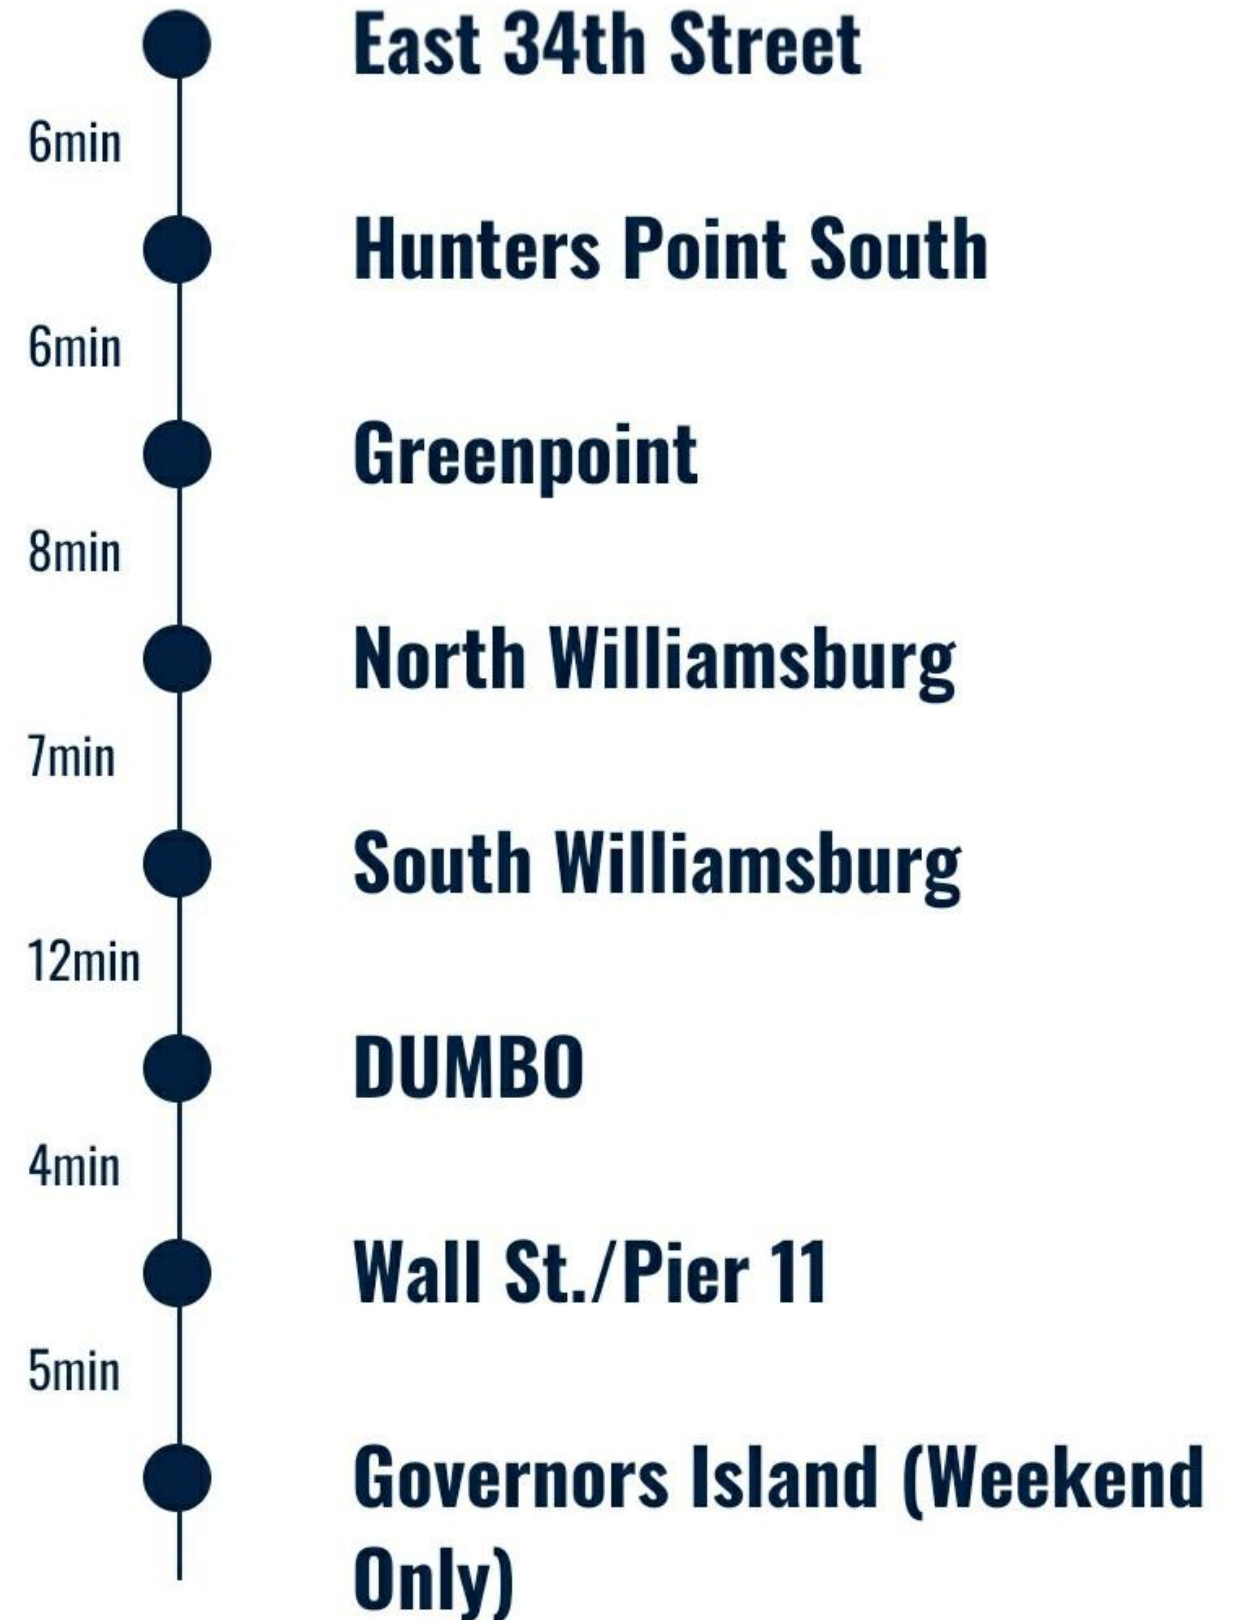 East 34th Street
6min
Hunters Point South
6min
Greenpoint
8min
North Williamsburg
7min
South Williamsburg
12min
DUMBO
4min
Wall St./Pier 11
5min
Governors Island (Weekend
Only)